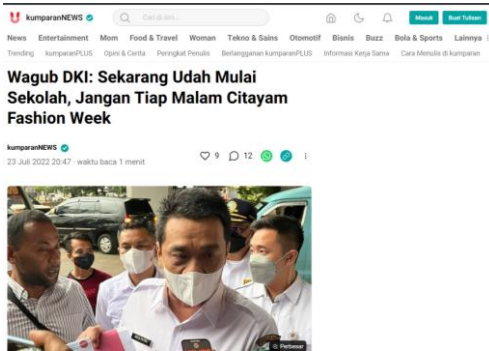 kumparanNEWS
Cari di sini...
Masuk
Buat Tulisan
News Entertainment Mom Food & Travel Woman Tekno & Sains Otomotif Bisnis Buzz Bola & Sports Lainnya
Trending kumparanPLUS Opini & Cerita Peringkat Penulis Berlangganan kumparanPLUS Informasi Kerja Sama Cara Menulis di kumparan
Wagub DKI: Sekarang Udah Mulai
Sekolah, Jangan Tiap Malam Citayam
Fashion Week
kumparanNEWS
23 Juli 2022 20:47 · waktu baca 1 menit
9 12
Perbesar